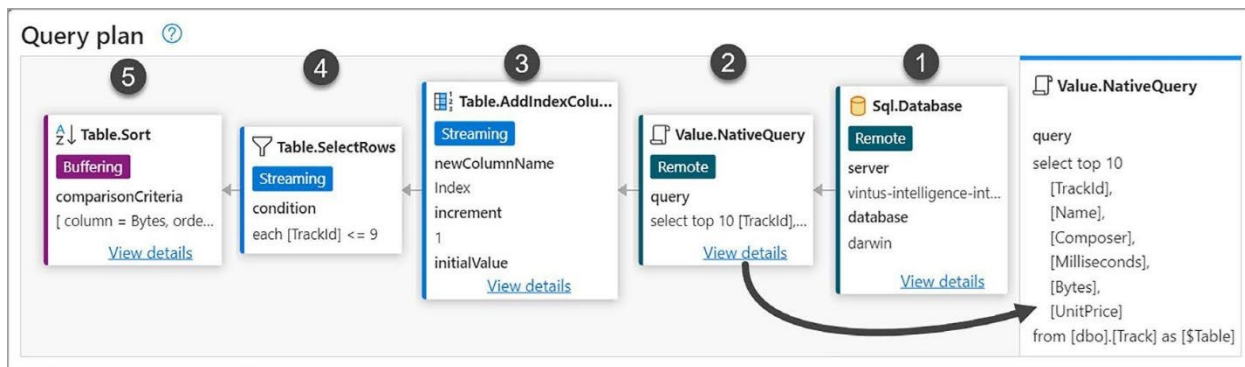 Query plan ?
5
4
3
2
1
A
Z Table.Sort
Buffering
comparisonCriteria
[ column = Bytes, orde...
View details
Table.SelectRows
Streaming
condition
each [TrackId] <= 9
1
2
3
Table.AddIndexColu...
Streaming
newColumnName
Index
increment
1
initialValue
View details
Value.NativeQuery
Remote
query
select top 10 [TrackId],...
View details
Sql.Database
Remote
server
vintus-intelligence-int...
database
darwin
View details
Value.NativeQuery
query
select top 10
[TrackId],
[Name],
[Composer],
[Milliseconds],
[Bytes],
[UnitPrice]
from [dbo].[Track] as [$Table]